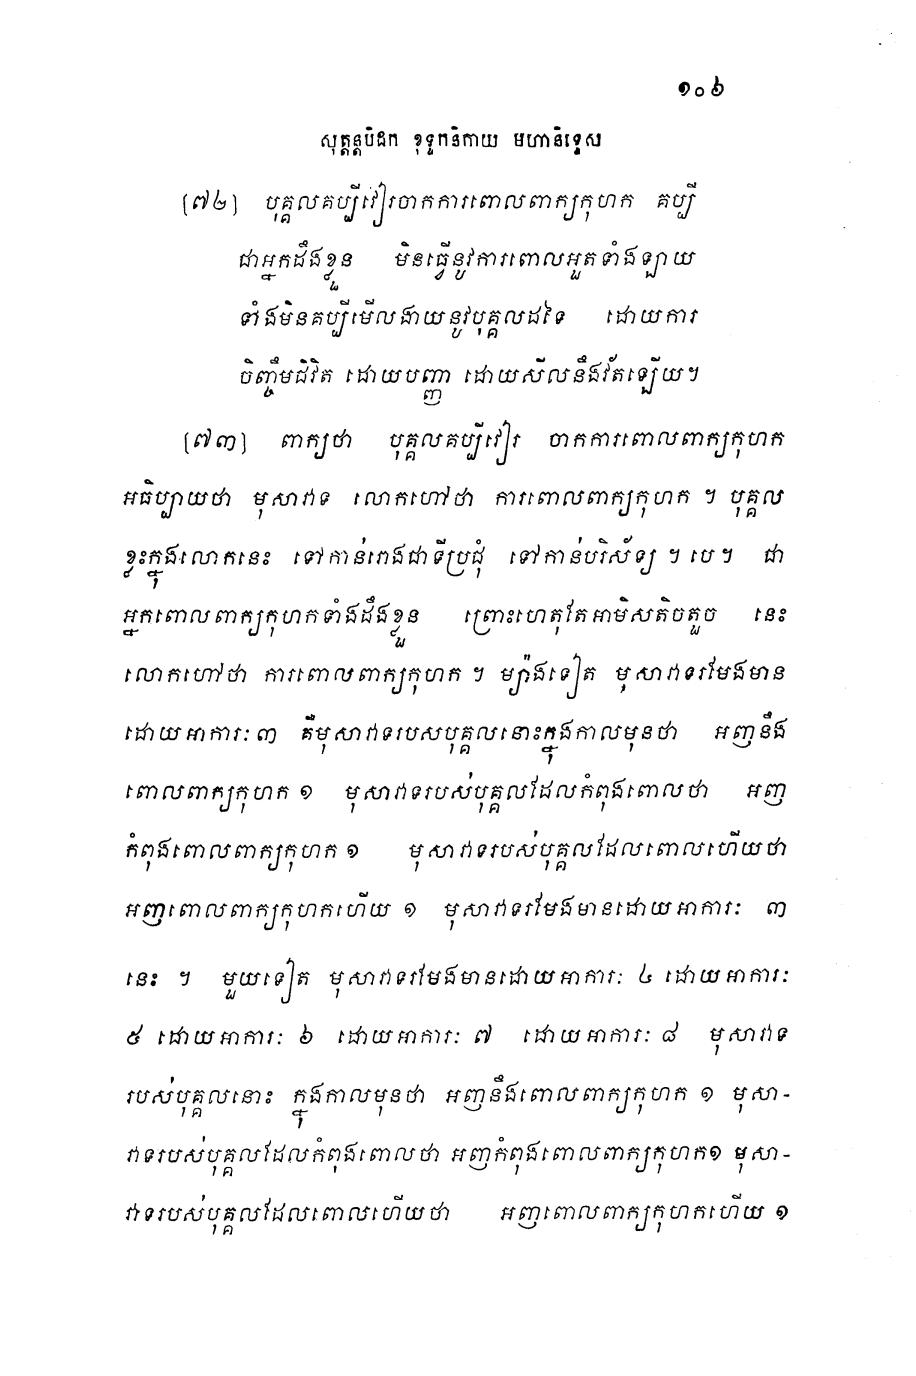 ១០៦
សុត្តន្តបិដក ខុទ្ទកនិកាយ មហានិទ្ទេស
[៧២] បុគ្គលគប្បីវៀរចាកការពោលពាក្យកុហក គប្បី
ជាអ្នកដឹងខ្លួន មិនធ្វើនូវការពោលអួតទាំងឡាយ
ទាំងមិនគប្បីមើលងាយនូវបុគ្គលដទៃ ដោយការ
ចិញ្ចឹមជិវិត ដោយបញ្ញា ដោយសីលនឹងវ័តឡើយ។
[៧៣] ពាក្យថា បុគ្គលគប្បីវៀរ ចាកការពោលពាក្យកុហក
អធិប្បាយថា មុសាវាទ លោកហៅថា ការពោលពាក្យកុហក ។ បុគ្គល
ខ្លះក្នុងលោកនេះ ទៅកាន់រោងជាទីប្រជុំ ទៅកាន់បរិស័ទ្យ ។ បេ។ ជា
អ្នកពោលពាក្យកុហកទាំងដឹងខ្លួន ព្រោះហេតុតែអាមិសតិចតួច នេះ
លោកហៅថា ការពោលពាក្យកុហក ។ ម្យ៉ាងទៀត មុសាវាទរមែងមាន
ដោយអាការៈ ៣ គឺមុសាវាទរបសបុគ្គលនោះក្នុងកាលមុនថា អញនឹង
ពោលពាក្យកុហក ១ មុសាវាទរបស់បុគ្គលដែលកំពុងពោលថា អញ
កំពុងពោលពាក្យកុហក ១ មុសាវាទរបស់បុគ្គលដែលពោលហើយថា
អញពោលពាក្យកុហកហើយ ១ មុសាវាទរមែងមានដោយអាការៈ ៣
នេះ ។ មួយទៀត មុសាវាទរមែងមានដោយអាការៈ ៤ ដោយអាការៈ
៥ ដោយអាការៈ ៦ ដោយអាការៈ ៧ ដោយអាការៈ ៨ មុសាវាទ
របស់បុគ្គលនោះ ក្នុងកាលមុនថា អញនឹងពោលពាក្យកុហក ១ មុសា-
វាទរបស់បុគ្គលដែលកំពុងពោលថា អញកំពុងពោលពាក្យកុហក១ មុសា-
វាទរបស់បុគ្គលដែលពោលហើយថា អញពោលពាក្យកុហកហើយ ១